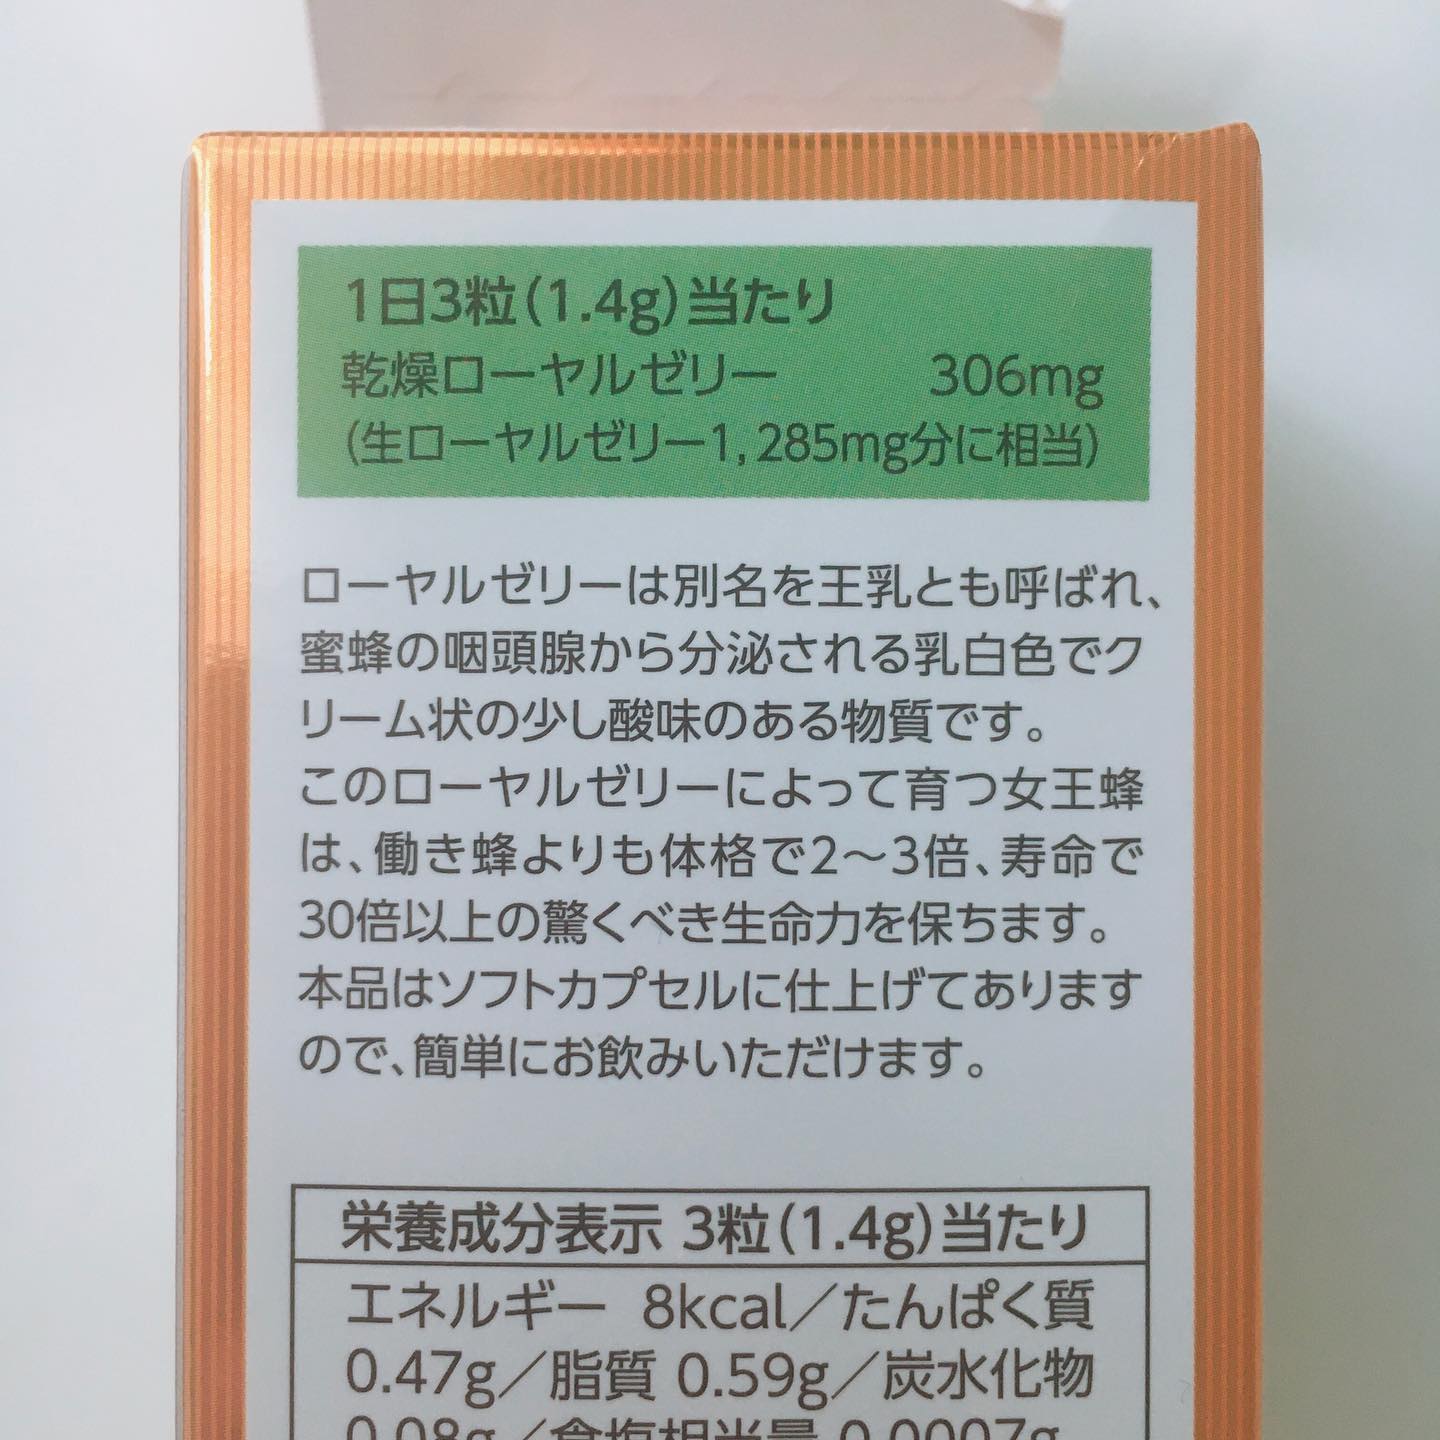 1日3粒(1.4g)当たり
乾燥ローヤルゼリー 306mg
(生ローヤルゼリー1,285mg分に相当)
ローヤルゼリーは別名を王乳とも呼ばれ、
蜜蜂の咽頭腺から分泌される乳白色でク
リーム状の少し酸味のある物質です。
このローヤルゼリーによって育つ女王蜂
は、働き蜂よりも体格で2〜3倍、寿命で
30倍以上の驚くべき生命力を保ちます。
本品はソフトカプセルに仕上げてあります
ので、簡単にお飲みいただけます。
栄養成分表示 3粒(1.4g)当たり
エネルギー 8kcal／たんぱく質
0.47g／脂質 0.59g／炭水化物
0.08g／食塩相当量 0.0007g